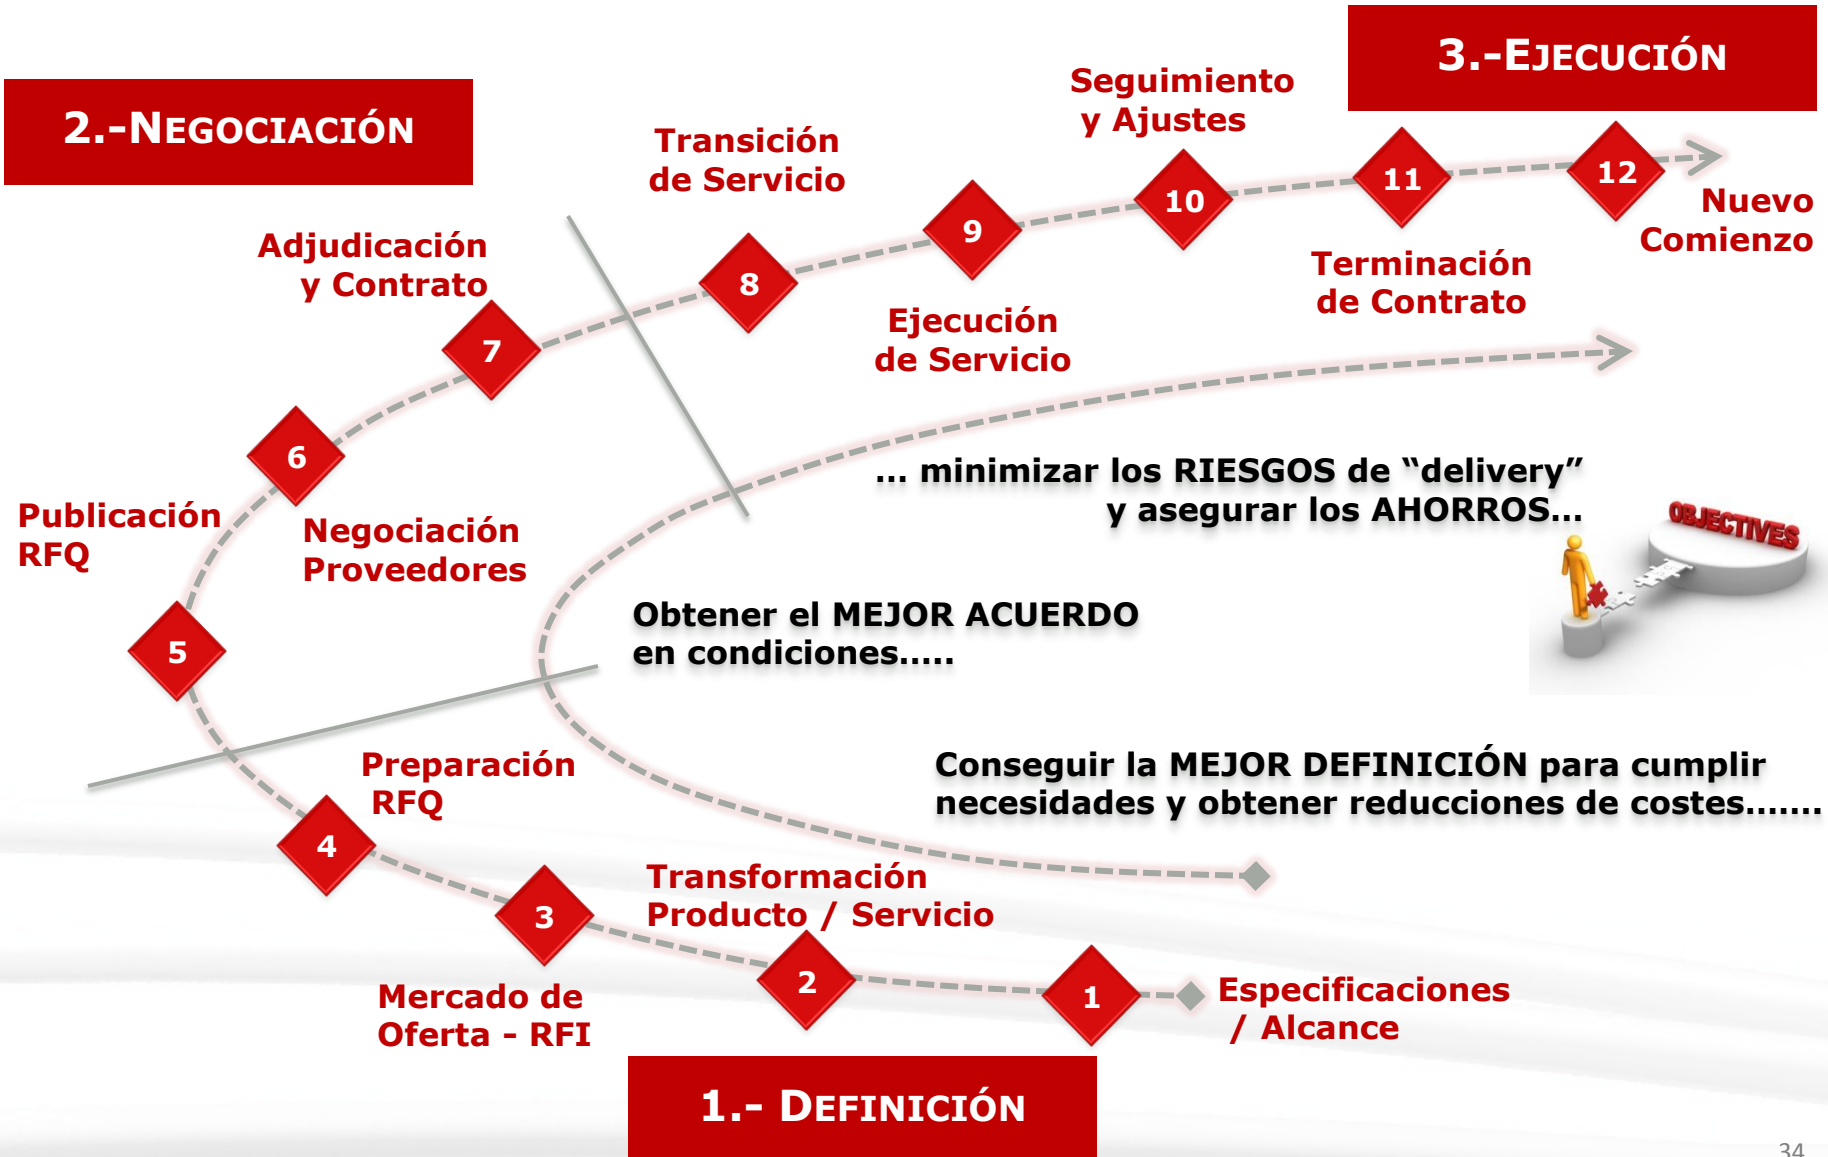 3.-EJECUCIÓN
2.-NEGOCIACIÓN
Seguimiento
y Ajustes
Transición
de Servicio
12
11
10
Nuevo
Comienzo
9
Adjudicación
y Contrato
8
Terminación
de Contrato
Ejecución
de Servicio
7
6
... minimizar los RIESGOS de “delivery”
y asegurar los AHORROS...
Publicación
RFQ
Negociación
Proveedores
OBJECTIVES
Obtener el MEJOR ACUERDO
en condiciones.....
5
Preparación
RFQ
Conseguir la MEJOR DEFINICIÓN para cumplir
necesidades y obtener reducciones de costes.......
4
Transformación
Producto / Servicio
3
2
1
Especificaciones
/ Alcance
Mercado de
Oferta - RFI
1.- DEFINICIÓN
34